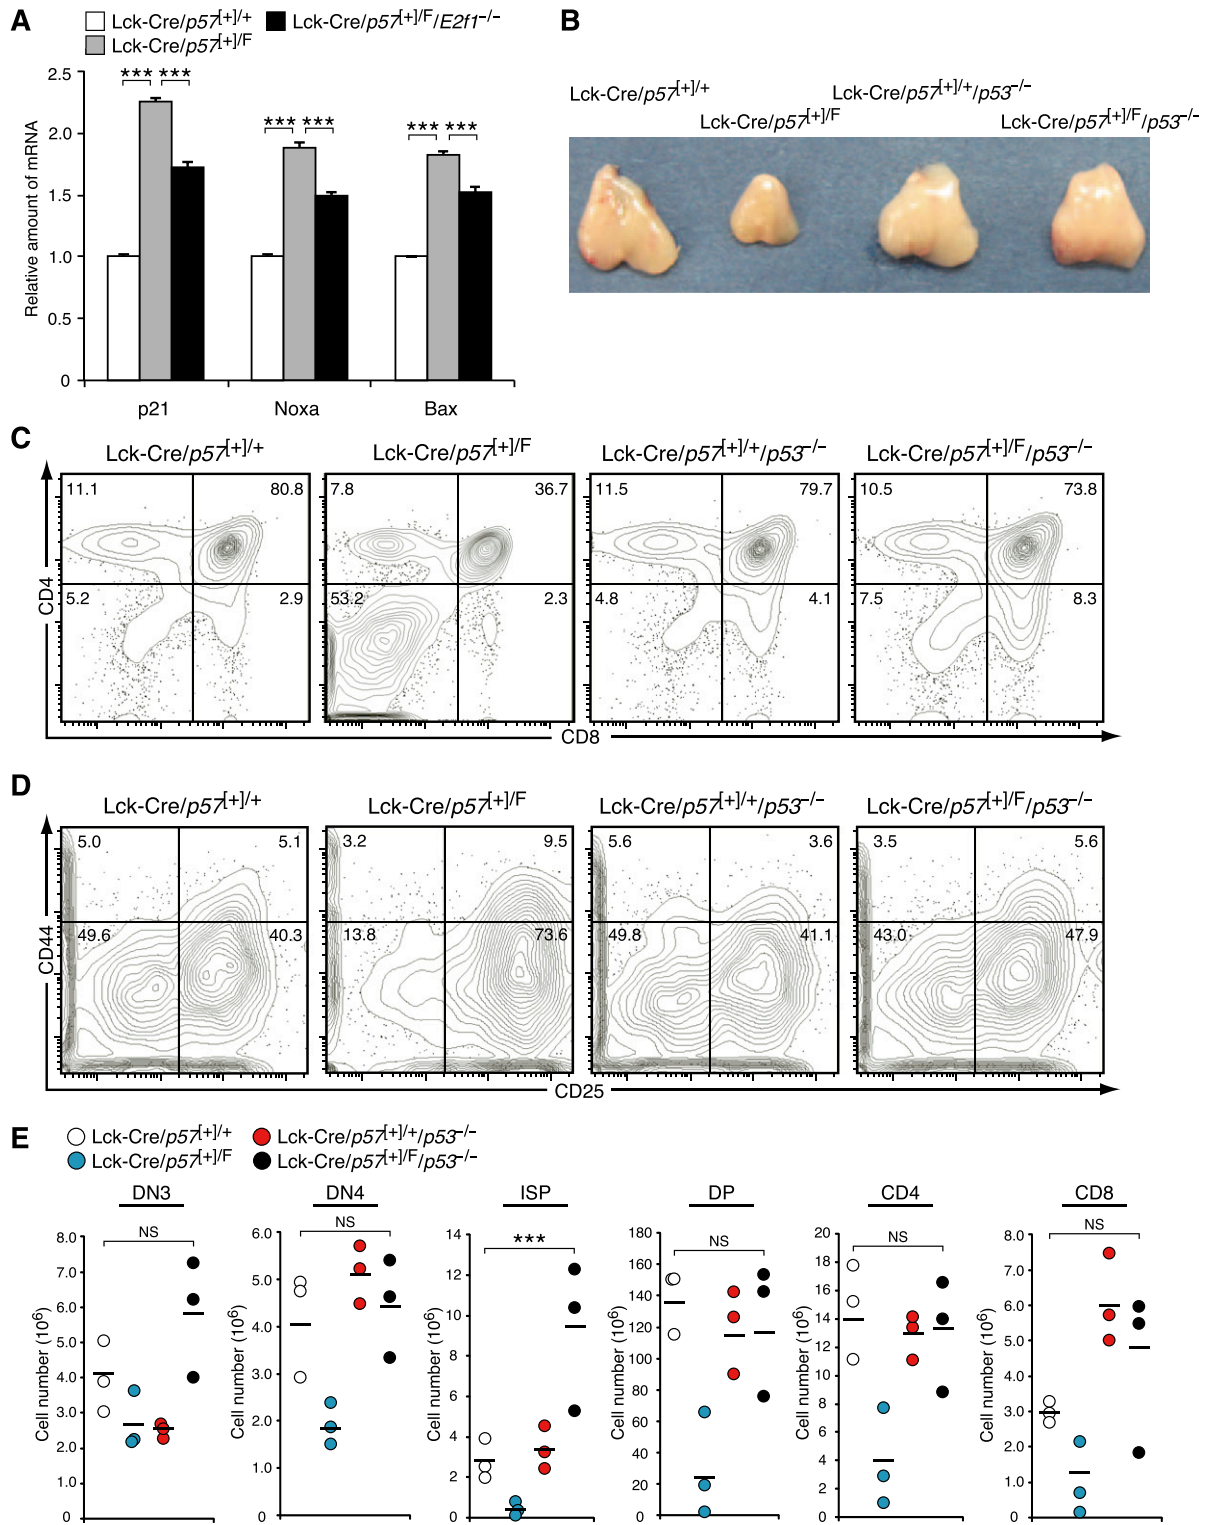 A
Lck-Cre/p57[+]/+ Lck-Cre/p57[+]/F/E2f1−/−
Lck-Cre/p57[+]/F
Relative amount of mRNA
2.5
2.0
1.5
1.0
0.5
0
*** ***
*** ***
*** ***
p21 Noxa Bax
B
Lck-Cre/p57[+]/+ Lck-Cre/p57[+]/+/p53−/−
Lck-Cre/p57[+]/F Lck-Cre/p57[+]/F/p53−/−
C
Lck-Cre/p57[+]/+ Lck-Cre/p57[+]/F Lck-Cre/p57[+]/+/p53−/− Lck-Cre/p57[+]/F/p53−/−
11.1 80.8 7.8 36.7 11.5 79.7 10.5 73.8
5.2 2.9 53.2 2.3 4.8 4.1 7.5 8.3
CD4
CD8
D
Lck-Cre/p57[+]/+ Lck-Cre/p57[+]/F Lck-Cre/p57[+]/+/p53−/− Lck-Cre/p57[+]/F/p53−/−
5.0 5.1 3.2 9.5 5.6 3.6 3.5 5.6
49.6 40.3 13.8 73.6 49.8 41.1 43.0 47.9
CD44
CD25
E
Lck-Cre/p57[+]/+ Lck-Cre/p57[+]/+/p53−/−
Lck-Cre/p57[+]/F Lck-Cre/p57[+]/F/p53−/−
DN3
NS
Cell number (10⁶)
8.0
7.0
6.0
5.0
4.0
3.0
2.0
1.0
0
DN4
NS
Cell number (10⁶)
6.0
5.0
4.0
3.0
2.0
1.0
0
ISP
***
Cell number (10⁶)
14
12
10
8
6
4
2
0
DP
NS
Cell number (10⁶)
180
160
140
120
100
80
60
40
20
0
CD4
NS
Cell number (10⁶)
20
18
16
14
12
10
8
6
4
2
0
CD8
NS
Cell number (10⁶)
8.0
7.0
6.0
5.0
4.0
3.0
2.0
1.0
0